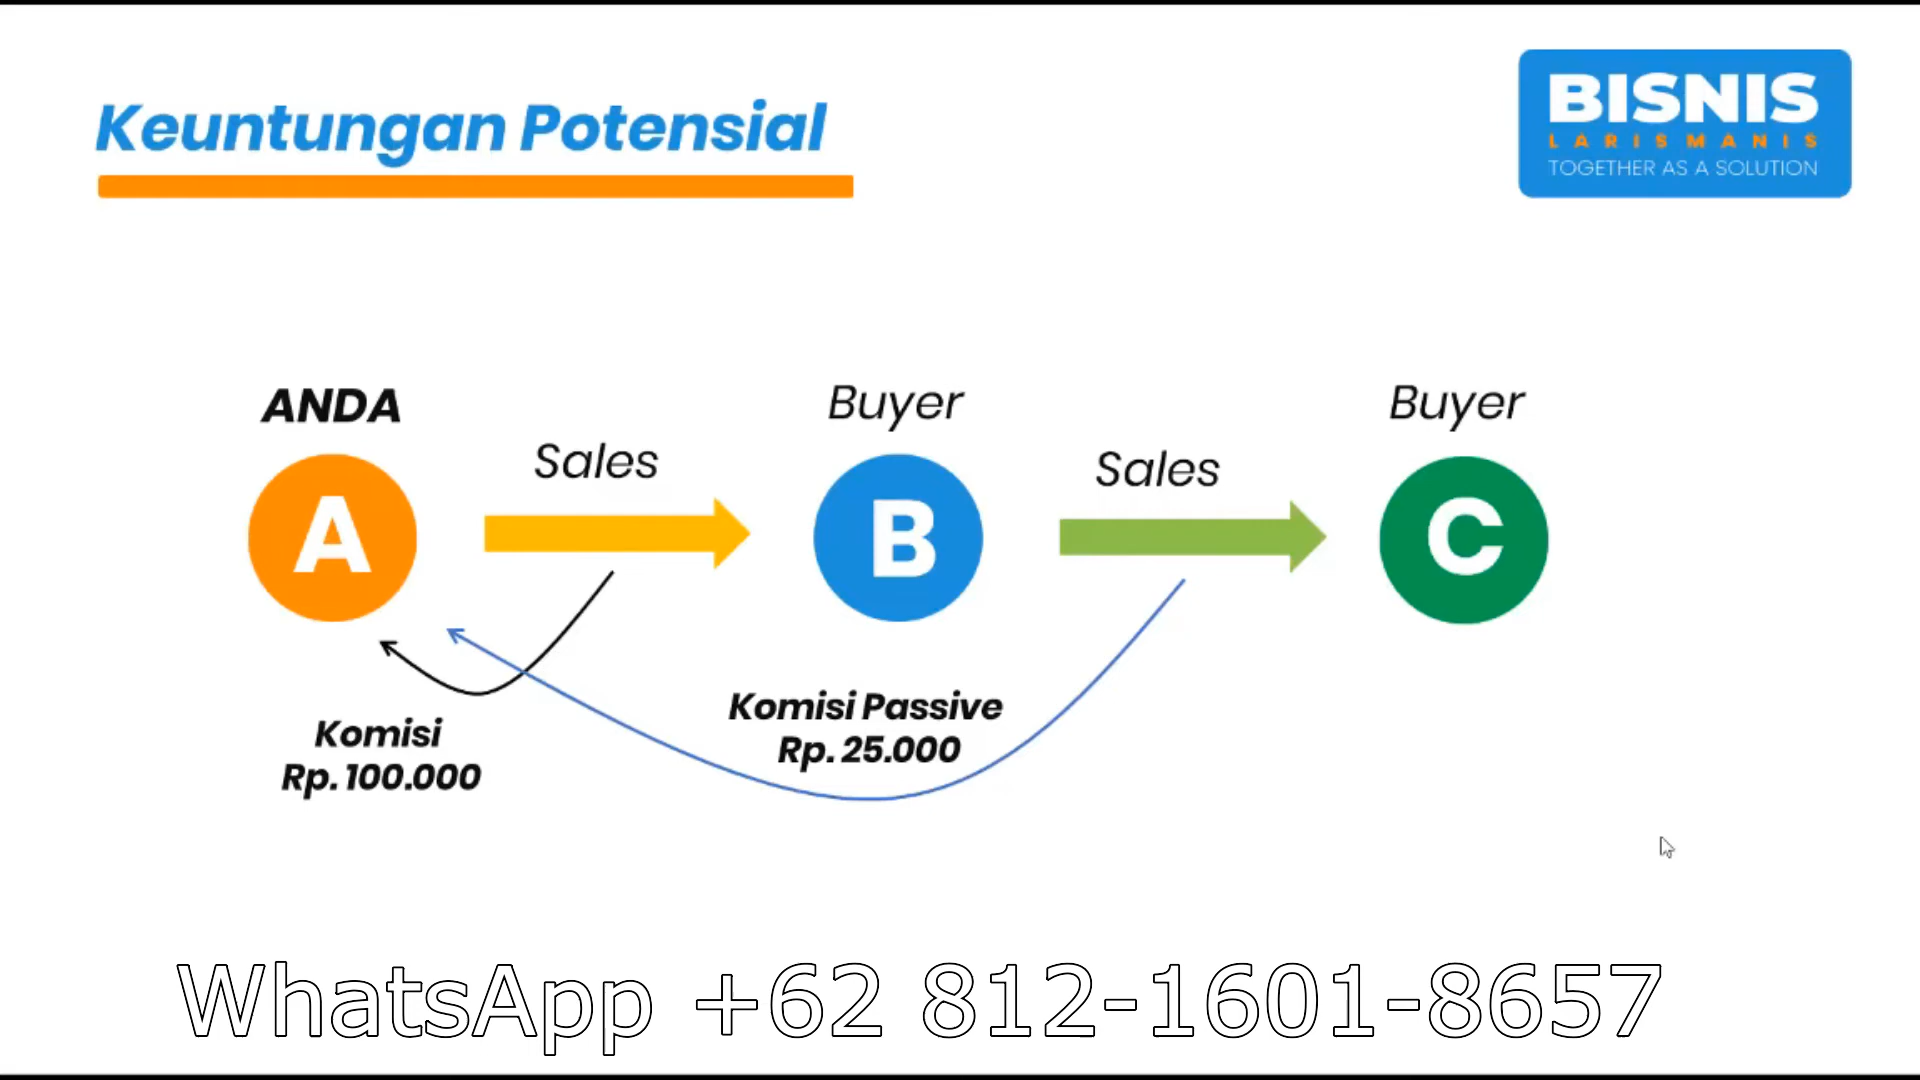 Keuntungan Potensial
BISNIS
LARISMANIS
TOGETHER AS A SOLUTION
ANDA
Buyer
Buyer
Sales
Sales
A
B
C
Komisi
Rp. 100.000
Komisi Passive
Rp. 25.000
WhatsApp +62 812-1601-8657